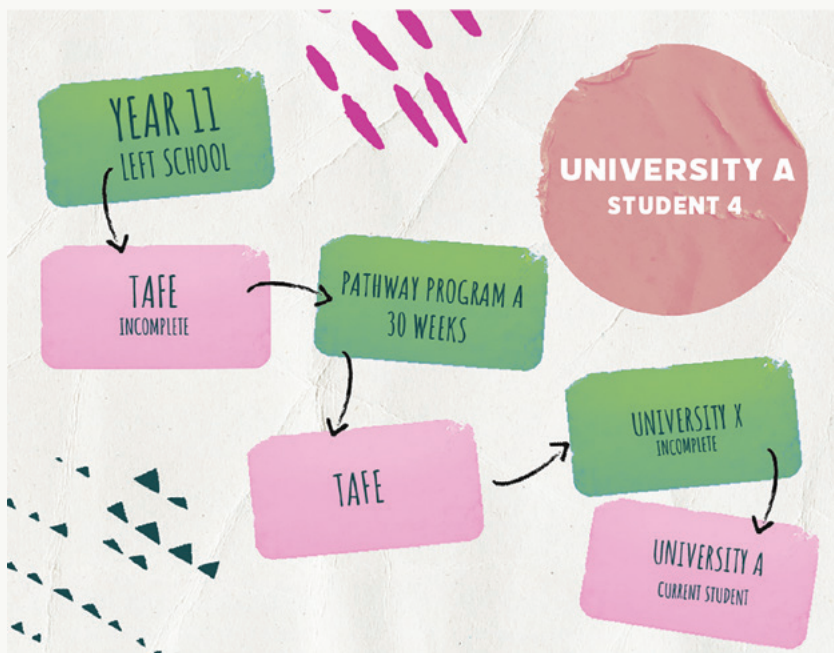 YEAR 11
LEFT SCHOOL
UNIVERSITY A
STUDENT 4
TAFE
INCOMPLETE
PATHWAY PROGRAM A
30 WEEKS
TAFE
UNIVERSITY X
INCOMPLETE
UNIVERSITY A
CURRENT STUDENT